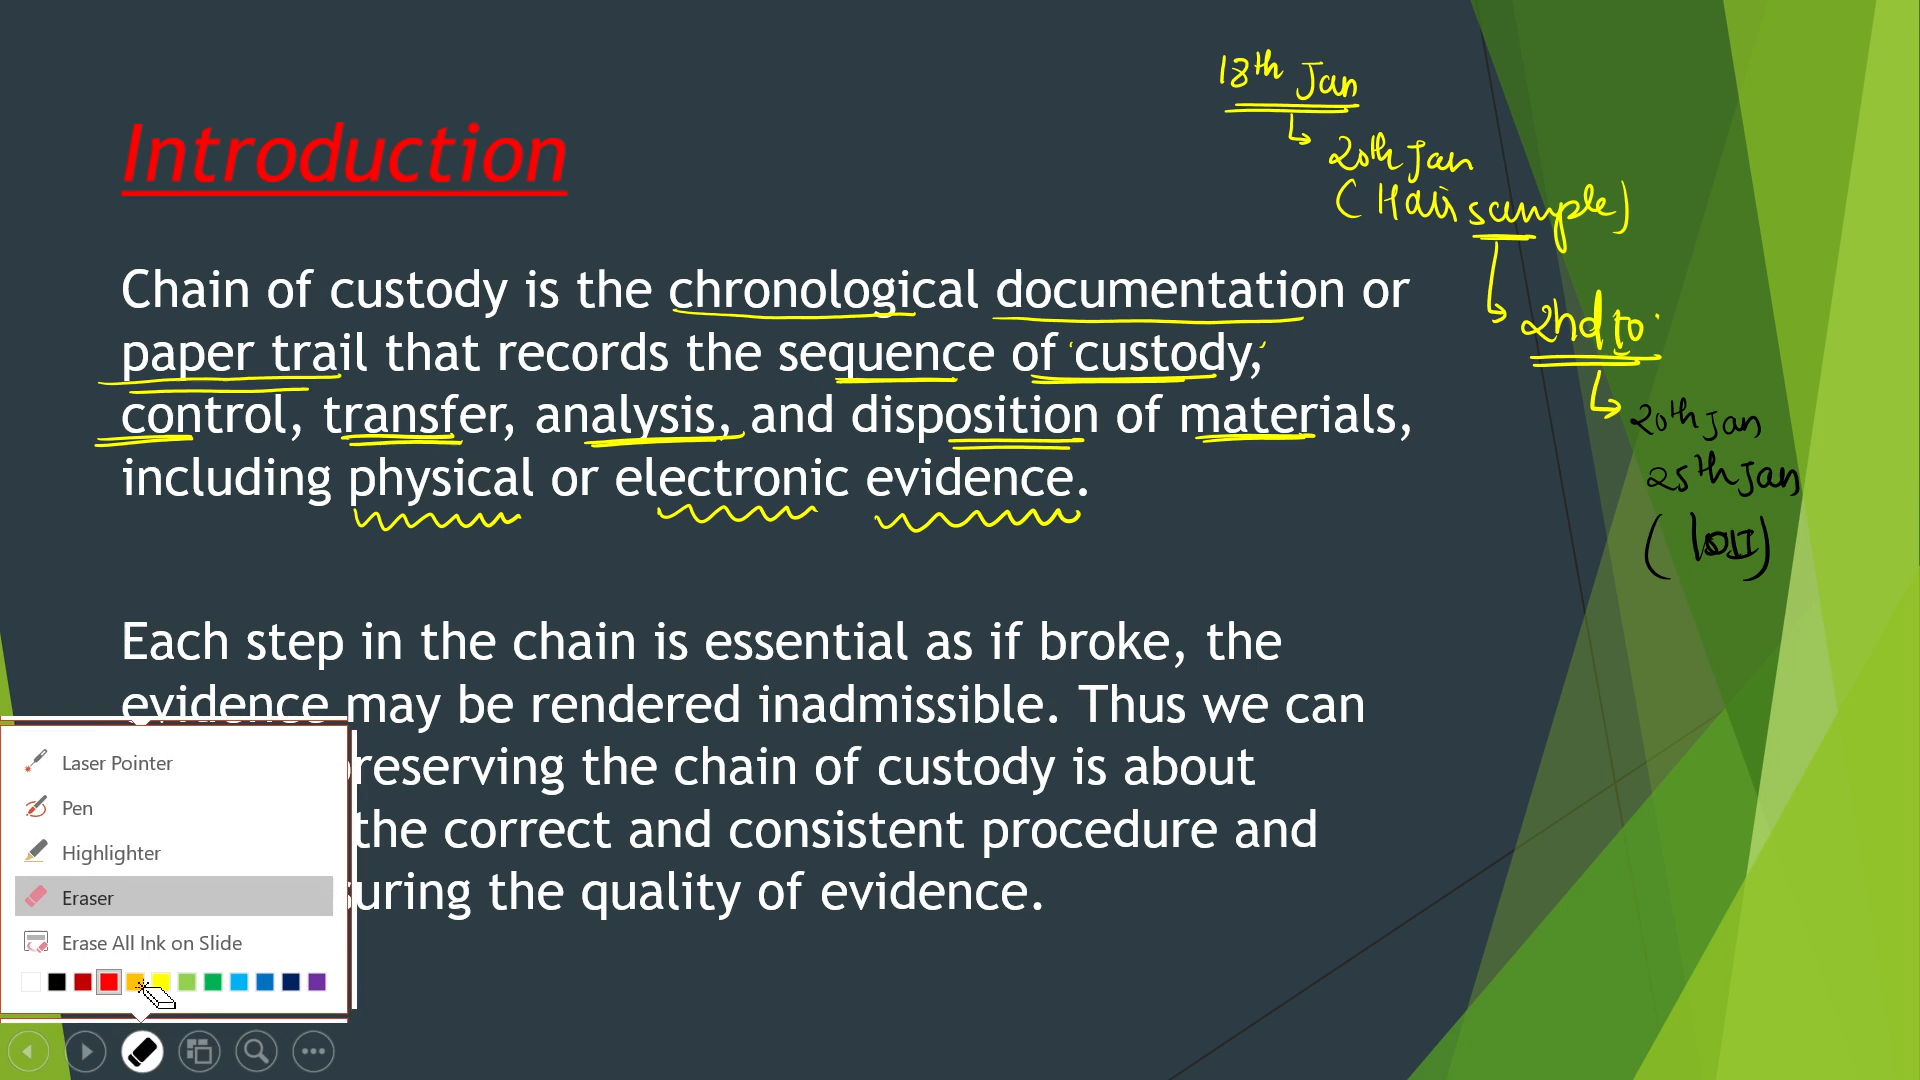 18th Jan
20th Jan
(Hair sample)
2nd to
20th Jan
25th Jan
Introduction
Chain of custody is the chronological documentation or
paper trail that records the sequence of custody,
control, transfer, analysis, and disposition of materials,
including physical or electronic evidence.
Each step in the chain is essential as if broke, the
evidence may be rendered inadmissible. Thus we can
preserving the chain of custody is about
the correct and consistent procedure and
suring the quality of evidence.
Laser Pointer
Pen
Highlighter
Eraser
Erase All Ink on Slide